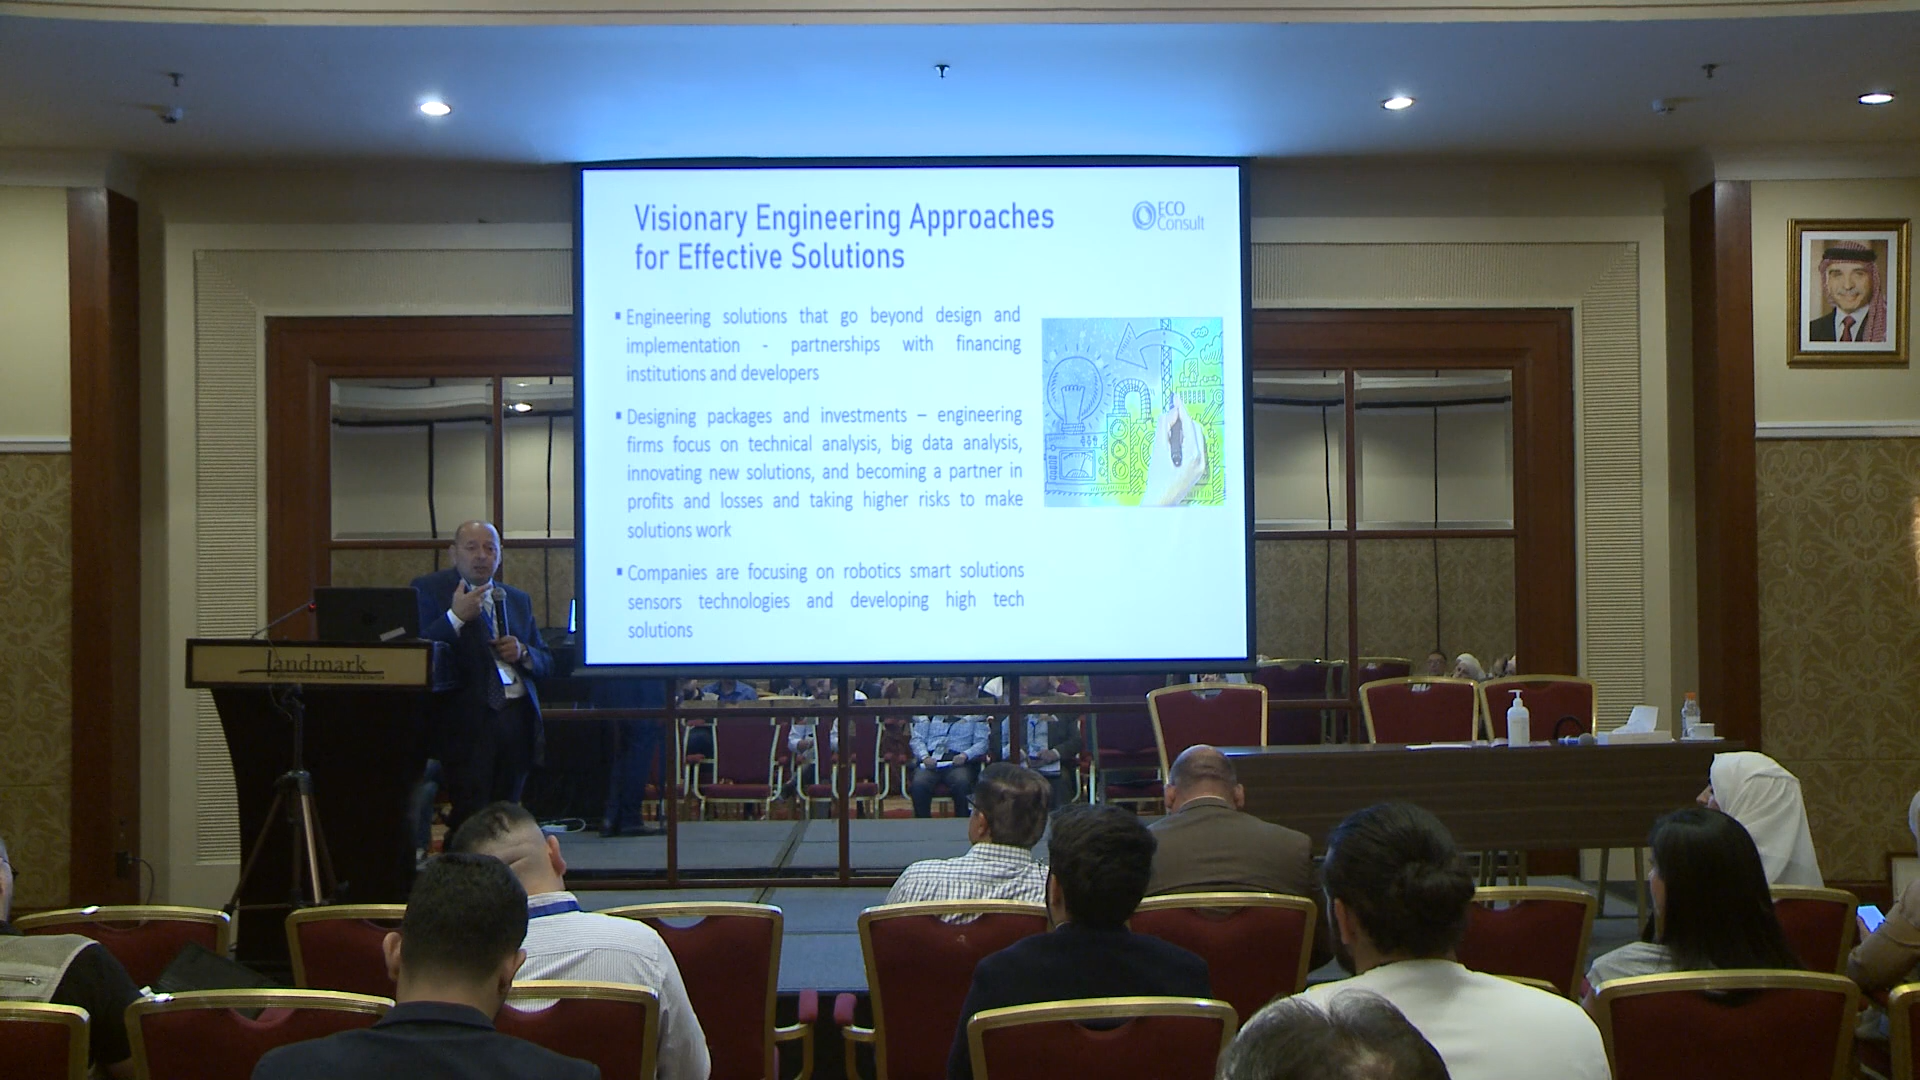 Visionary Engineering Approaches
for Effective Solutions
ECO
Consult
▪ Engineering solutions that go beyond design and
implementation - partnerships with financing
institutions and developers
▪ Designing packages and investments – engineering
firms focus on technical analysis, big data analysis,
innovating new solutions, and becoming a partner in
profits and losses and taking higher risks to make
solutions work
▪ Companies are focusing on robotics smart solutions
sensors technologies and developing high tech
solutions
landmark